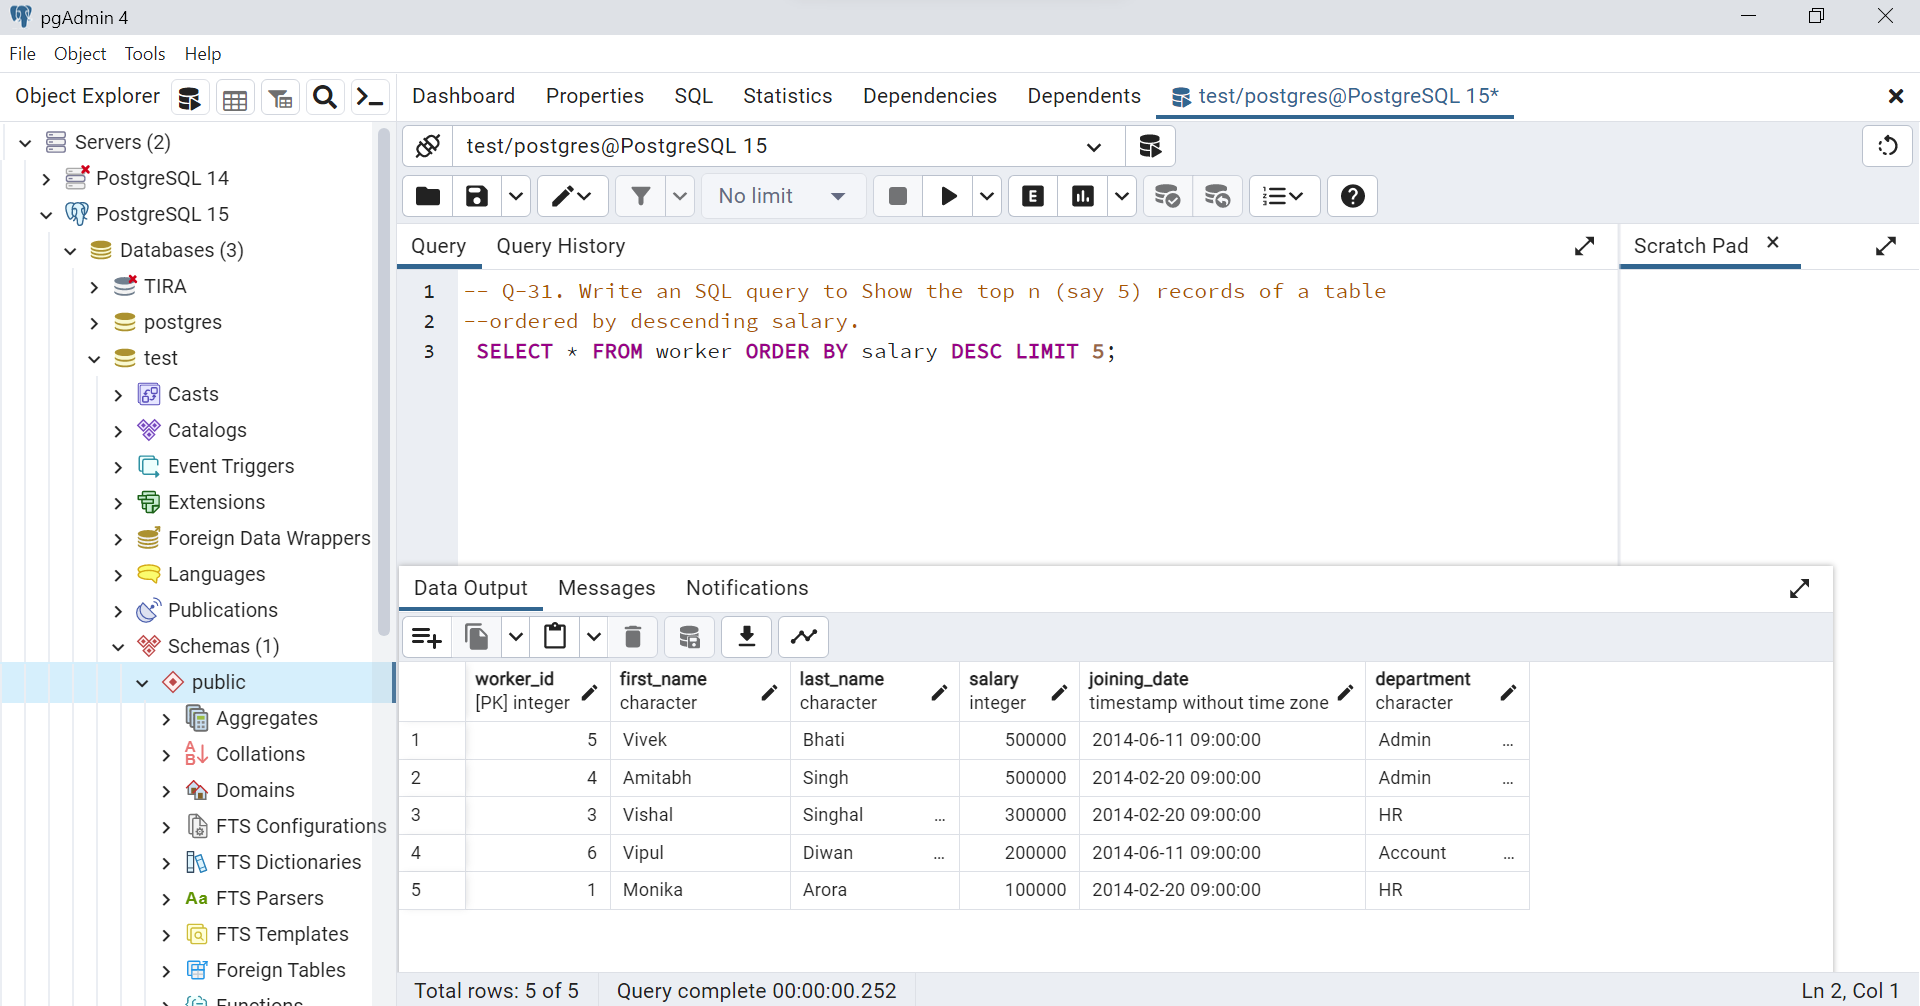 pgAdmin 4
File Object Tools Help
Object Explorer
Dashboard Properties SQL Statistics Dependencies Dependents test/postgres@PostgreSQL 15*
Servers (2)
PostgreSQL 14
PostgreSQL 15
Databases (3)
TIRA
postgres
test
Casts
Catalogs
Event Triggers
Extensions
Foreign Data Wrappers
Languages
Publications
Schemas (1)
public
Aggregates
Collations
Domains
FTS Configurations
FTS Dictionaries
Aa FTS Parsers
FTS Templates
Foreign Tables
Functions
test/postgres@PostgreSQL 15
No limit
E
Query Query History
Scratch Pad
1 -- Q-31. Write an SQL query to Show the top n (say 5) records of a table
2 --ordered by descending salary.
3 SELECT * FROM worker ORDER BY salary DESC LIMIT 5;
Data Output Messages Notifications
worker_id first_name last_name salary joining_date department
[PK] integer character character integer timestamp without time zone character
1 5 Vivek Bhati 500000 2014-06-11 09:00:00 Admin ...
2 4 Amitabh Singh 500000 2014-02-20 09:00:00 Admin ...
3 3 Vishal Singhal ... 300000 2014-02-20 09:00:00 HR
4 6 Vipul Diwan ... 200000 2014-06-11 09:00:00 Account ...
5 1 Monika Arora 100000 2014-02-20 09:00:00 HR
Total rows: 5 of 5 Query complete 00:00:00.252 Ln 2, Col 1